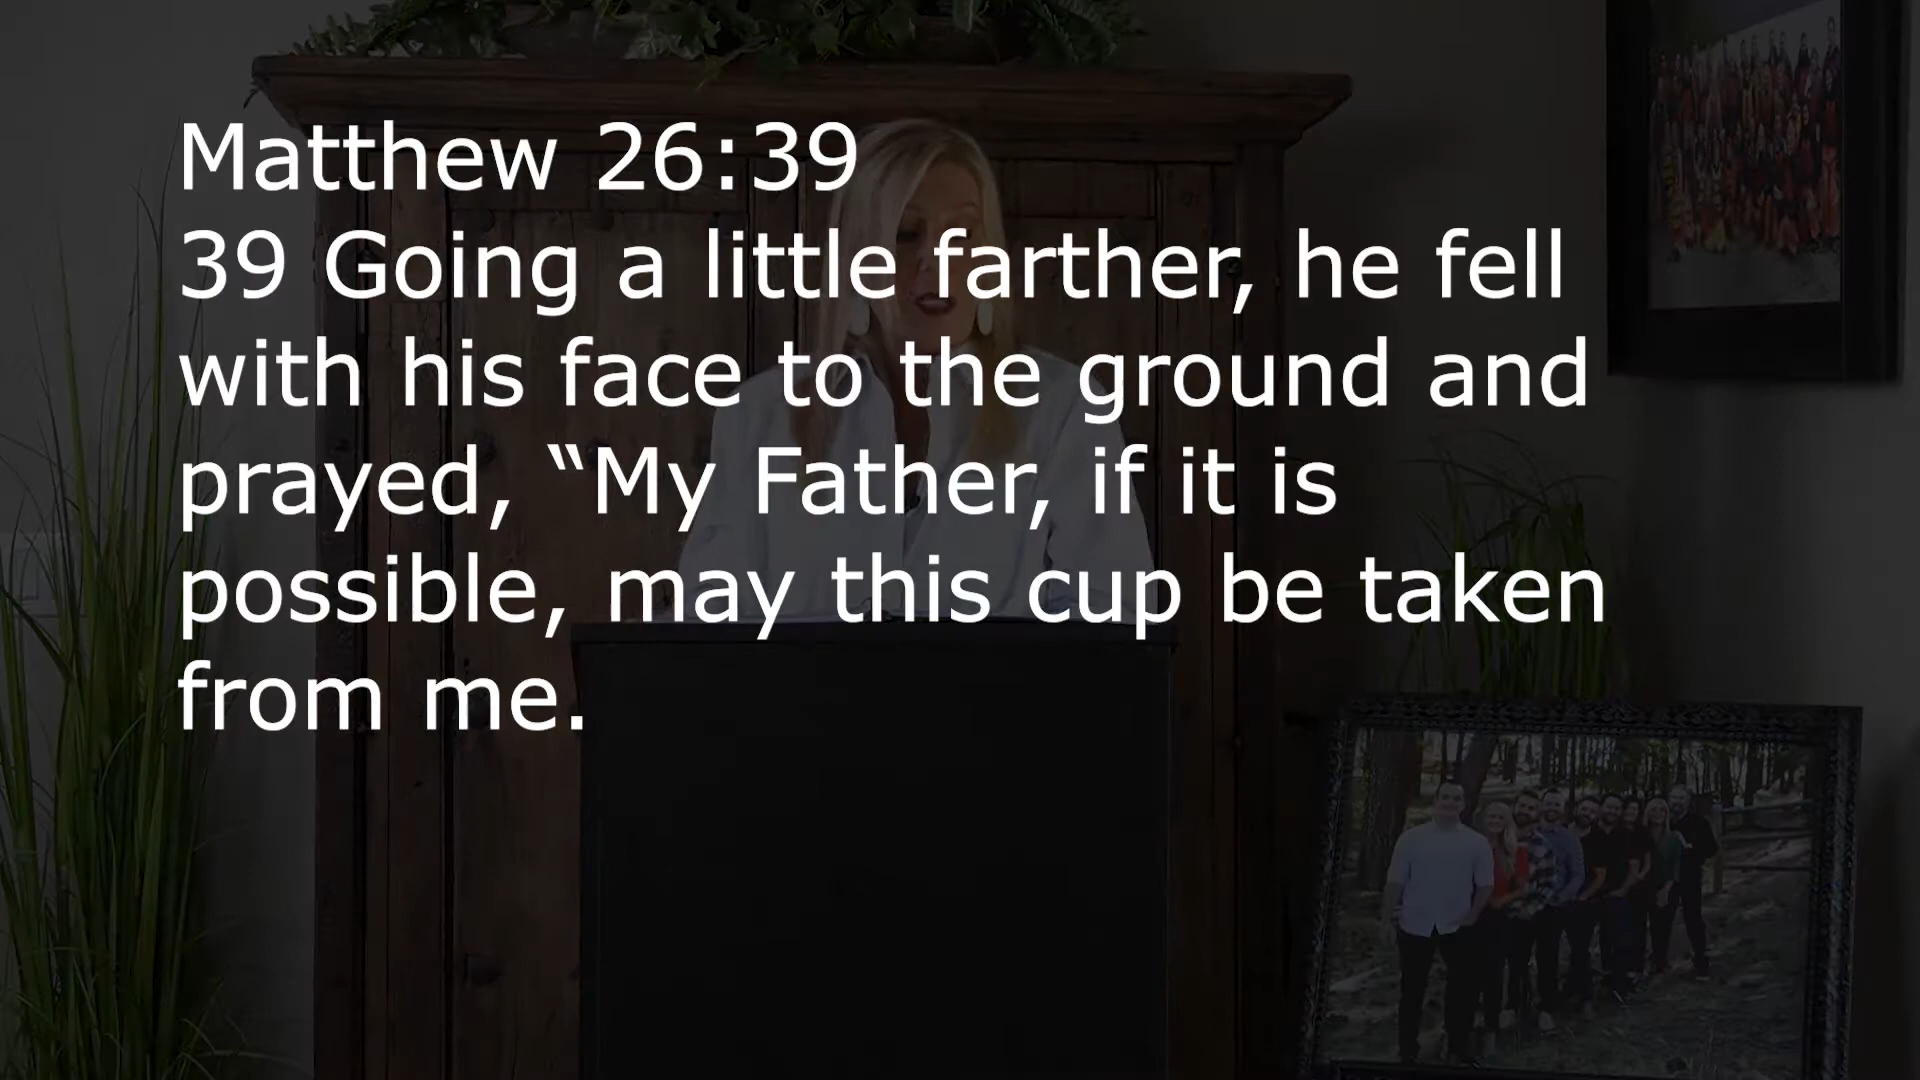 Matthew 26:39
39 Going a little farther, he fell
with his face to the ground and
prayed, “My Father, if it is
possible, may this cup be taken
from me.